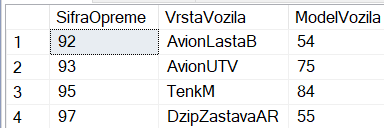 SifraOpreme VrstaVozila ModelVozila
1 92 AvionLastaB 54
2 93 AvionUTV 75
3 95 TenkM 84
4 97 DzipZastavaAR 55